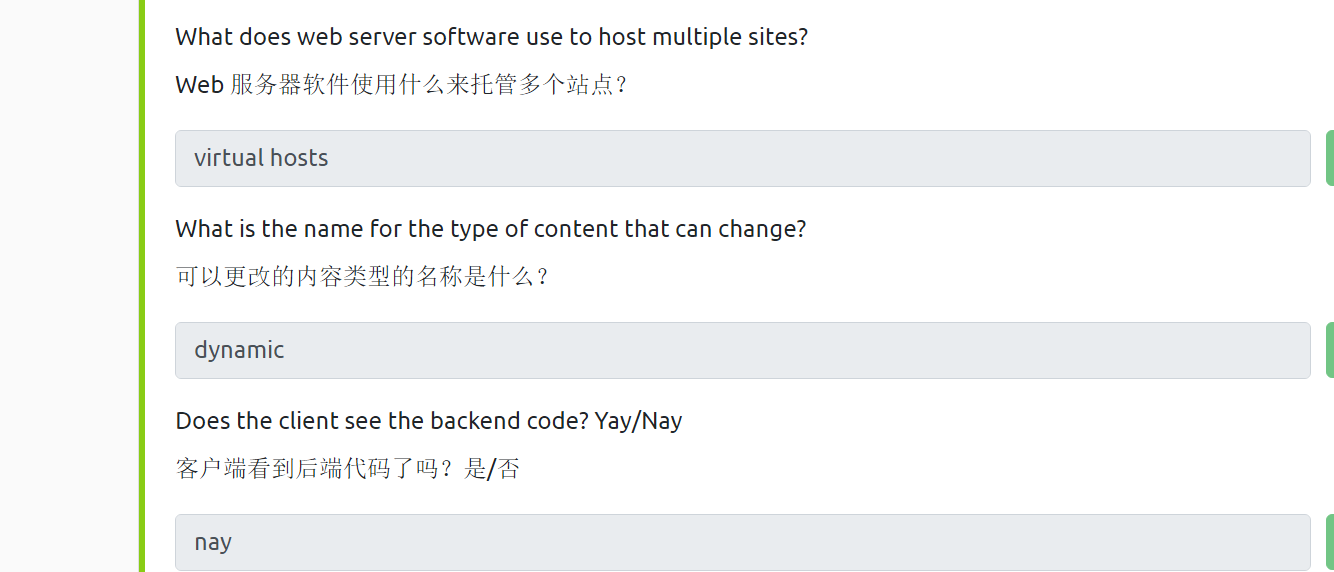 What does web server software use to host multiple sites?
Web 服务器软件使用什么来托管多个站点？
virtual hosts
What is the name for the type of content that can change?
可以更改的内容类型的名称是什么？
dynamic
Does the client see the backend code? Yay/Nay
客户端看到后端代码了吗？是/否
nay